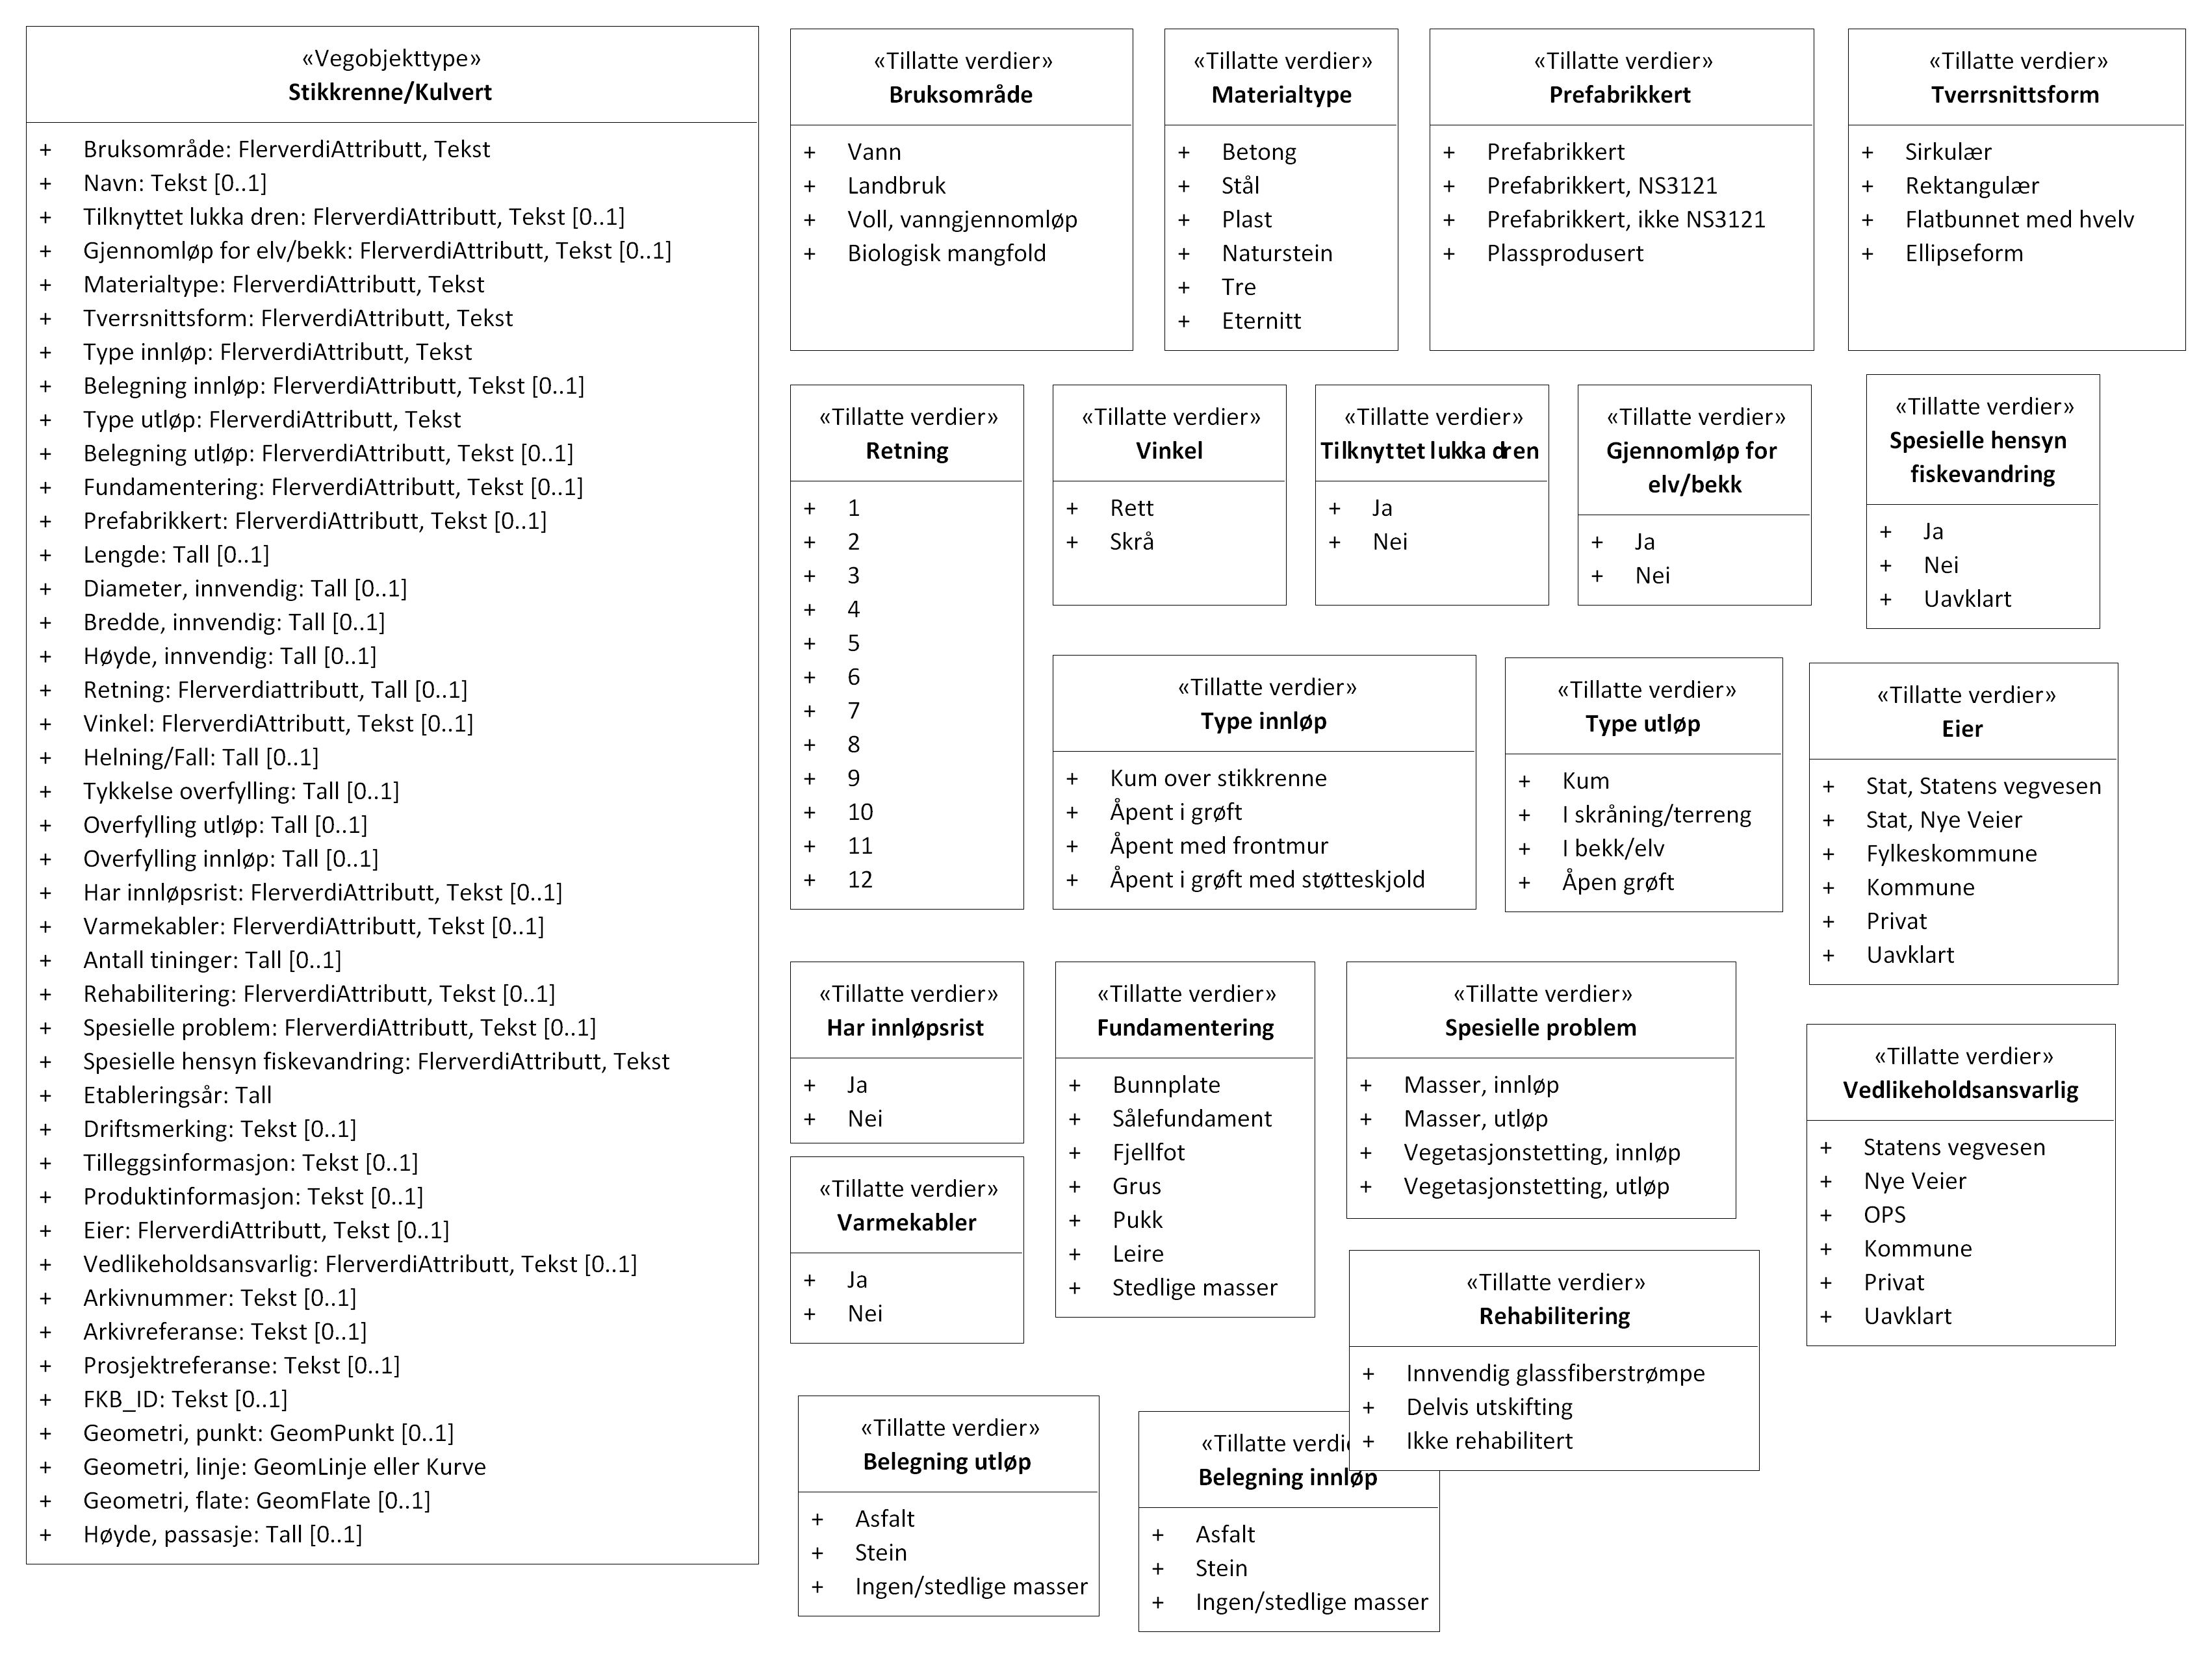 «Vegobjekttype»
Stikkrenne/Kulvert
+ Bruksområde: FlerverdiAttributt, Tekst
+ Navn: Tekst [0..1]
+ Tilknyttet lukka dren: FlerverdiAttributt, Tekst [0..1]
+ Gjennomløp for elv/bekk: FlerverdiAttributt, Tekst [0..1]
+ Materialtype: FlerverdiAttributt, Tekst
+ Tverrsnittsform: FlerverdiAttributt, Tekst
+ Type innløp: FlerverdiAttributt, Tekst
+ Belegning innløp: FlerverdiAttributt, Tekst [0..1]
+ Type utløp: FlerverdiAttributt, Tekst
+ Belegning utløp: FlerverdiAttributt, Tekst [0..1]
+ Fundamentering: FlerverdiAttributt, Tekst [0..1]
+ Prefabrikkert: FlerverdiAttributt, Tekst [0..1]
+ Lengde: Tall [0..1]
+ Diameter, innvendig: Tall [0..1]
+ Bredde, innvendig: Tall [0..1]
+ Høyde, innvendig: Tall [0..1]
+ Retning: Flerverdiattributt, Tall [0..1]
+ Vinkel: FlerverdiAttributt, Tekst [0..1]
+ Helning/Fall: Tall [0..1]
+ Tykkelse overfylling: Tall [0..1]
+ Overfylling utløp: Tall [0..1]
+ Overfylling innløp: Tall [0..1]
+ Har innløpsrist: FlerverdiAttributt, Tekst [0..1]
+ Varmekabler: FlerverdiAttributt, Tekst [0..1]
+ Antall tininger: Tall [0..1]
+ Rehabilitering: FlerverdiAttributt, Tekst [0..1]
+ Spesielle problem: FlerverdiAttributt, Tekst [0..1]
+ Spesielle hensyn fiskevandring: FlerverdiAttributt, Tekst
+ Etableringsår: Tall
+ Driftsmerking: Tekst [0..1]
+ Tilleggsinformasjon: Tekst [0..1]
+ Produktinformasjon: Tekst [0..1]
+ Eier: FlerverdiAttributt, Tekst [0..1]
+ Vedlikeholdsansvarlig: FlerverdiAttributt, Tekst [0..1]
+ Arkivnummer: Tekst [0..1]
+ Arkivreferanse: Tekst [0..1]
+ Prosjektreferanse: Tekst [0..1]
+ FKB_ID: Tekst [0..1]
+ Geometri, punkt: GeomPunkt [0..1]
+ Geometri, linje: GeomLinje eller Kurve
+ Geometri, flate: GeomFlate [0..1]
+ Høyde, passasje: Tall [0..1]
«Tillatte verdier»
Bruksområde
+ Vann
+ Landbruk
+ Voll, vanngjennomløp
+ Biologisk mangfold
«Tillatte verdier»
Materialtype
+ Betong
+ Stål
+ Plast
+ Naturstein
+ Tre
+ Eternitt
«Tillatte verdier»
Prefabrikkert
+ Prefabrikkert
+ Prefabrikkert, NS3121
+ Prefabrikkert, ikke NS3121
+ Plassprodusert
«Tillatte verdier»
Tverrsnittsform
+ Sirkulær
+ Rektangulær
+ Flatbunnet med hvelv
+ Ellipseform
«Tillatte verdier»
Retning
+ 1
+ 2
+ 3
+ 4
+ 5
+ 6
+ 7
+ 8
+ 9
+ 10
+ 11
+ 12
«Tillatte verdier»
Vinkel
+ Rett
+ Skrå
«Tillatte verdier»
Tilknyttet lukka dren
+ Ja
+ Nei
«Tillatte verdier»
Gjennomløp for
elv/bekk
+ Ja
+ Nei
«Tillatte verdier»
Spesielle hensyn
fiskevandring
+ Ja
+ Nei
+ Uavklart
«Tillatte verdier»
Type innløp
+ Kum over stikkrenne
+ Åpent i grøft
+ Åpent med frontmur
+ Åpent i grøft med støtteskjold
«Tillatte verdier»
Type utløp
+ Kum
+ I skråning/terreng
+ I bekk/elv
+ Åpen grøft
«Tillatte verdier»
Eier
+ Stat, Statens vegvesen
+ Stat, Nye Veier
+ Fylkeskommune
+ Kommune
+ Privat
+ Uavklart
«Tillatte verdier»
Har innløpsrist
+ Ja
+ Nei
«Tillatte verdier»
Fundamentering
+ Bunnplate
+ Sålefundament
+ Fjellfot
+ Grus
+ Pukk
+ Leire
+ Stedlige masser
«Tillatte verdier»
Spesielle problem
+ Masser, innløp
+ Masser, utløp
+ Vegetasjonstetting, innløp
+ Vegetasjonstetting, utløp
«Tillatte verdier»
Vedlikeholdsansvarlig
+ Statens vegvesen
+ Nye Veier
+ OPS
+ Kommune
+ Privat
+ Uavklart
«Tillatte verdier»
Varmekabler
+ Ja
+ Nei
«Tillatte verdier»
Rehabilitering
+ Innvendig glassfiberstrømpe
+ Delvis utskifting
+ Ikke rehabilitert
«Tillatte verdier»
Belegning utløp
+ Asfalt
+ Stein
+ Ingen/stedlige masser
«Tillatte verdi
Belegning innløp
+ Asfalt
+ Stein
+ Ingen/stedlige masser